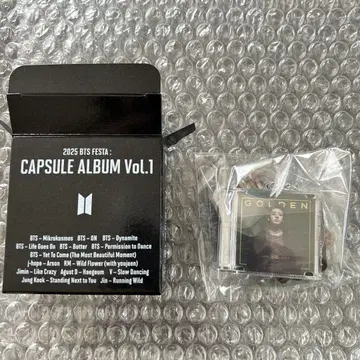 2025 BTS FESTA :
CAPSULE ALBUM Vol.1
BTS – Mikrokosmos BTS – ON BTS – Dynamite
BTS – Life Goes On BTS – Butter BTS – Permission to Dance
BTS – Yet To Come (The Most Beautiful Moment)
j-hope – Arson RM – Wild Flower (with youjeen)
Jimin – Like Crazy Agust D – Haegeum V – Slow Dancing
Jung Kook – Standing Next to You Jin – Running Wild
GOLDEN